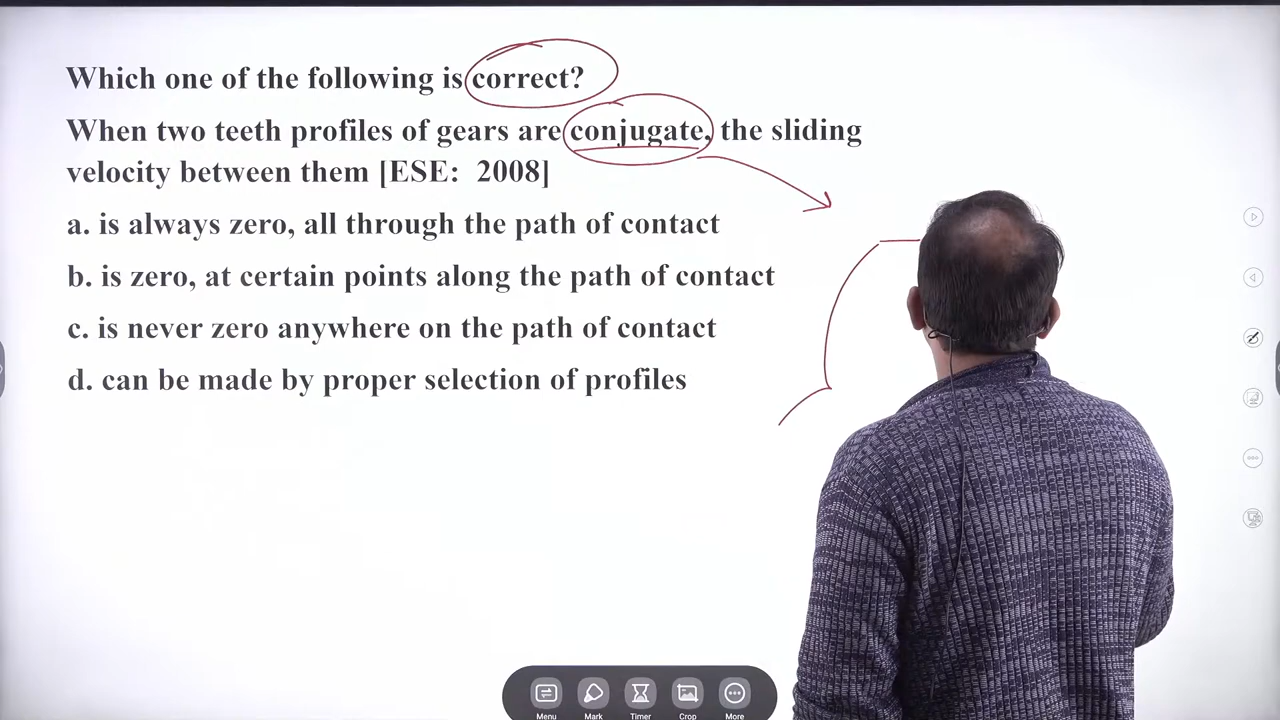 Which one of the following is correct?
When two teeth profiles of gears are conjugate, the sliding
velocity between them [ESE: 2008]
a. is always zero, all through the path of contact
b. is zero, at certain points along the path of contact
c. is never zero anywhere on the path of contact
d. can be made by proper selection of profiles
Menu Mark Timer Crop More